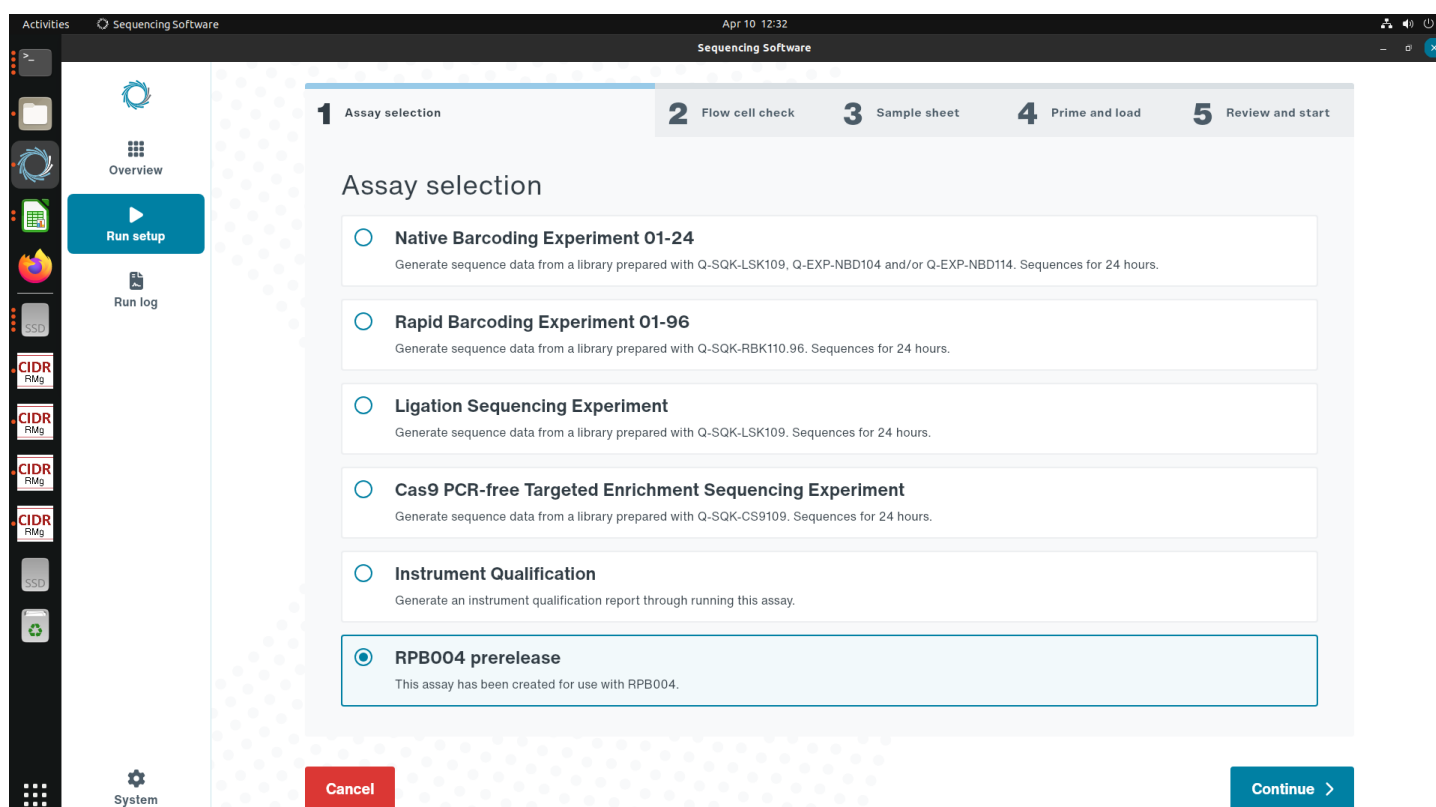 Activities
Sequencing Software
Apr 10 12:32
Sequencing Software
1 Assay selection
2 Flow cell check
3 Sample sheet
4 Prime and load
5 Review and start
Overview
Run setup
Run log
System
Assay selection
Native Barcoding Experiment 01-24
Generate sequence data from a library prepared with Q-SQK-LSK109, Q-EXP-NBD104 and/or Q-EXP-NBD114. Sequences for 24 hours.
Rapid Barcoding Experiment 01-96
Generate sequence data from a library prepared with Q-SQK-RBK110.96. Sequences for 24 hours.
Ligation Sequencing Experiment
Generate sequence data from a library prepared with Q-SQK-LSK109. Sequences for 24 hours.
Cas9 PCR-free Targeted Enrichment Sequencing Experiment
Generate sequence data from a library prepared with Q-SQK-CS9109. Sequences for 24 hours.
Instrument Qualification
Generate an instrument qualification report through running this assay.
RPB004 prerelease
This assay has been created for use with RPB004.
Cancel
Continue
SSD
CIDR
RMg
CIDR
RMg
CIDR
RMg
CIDR
RMg
SSD